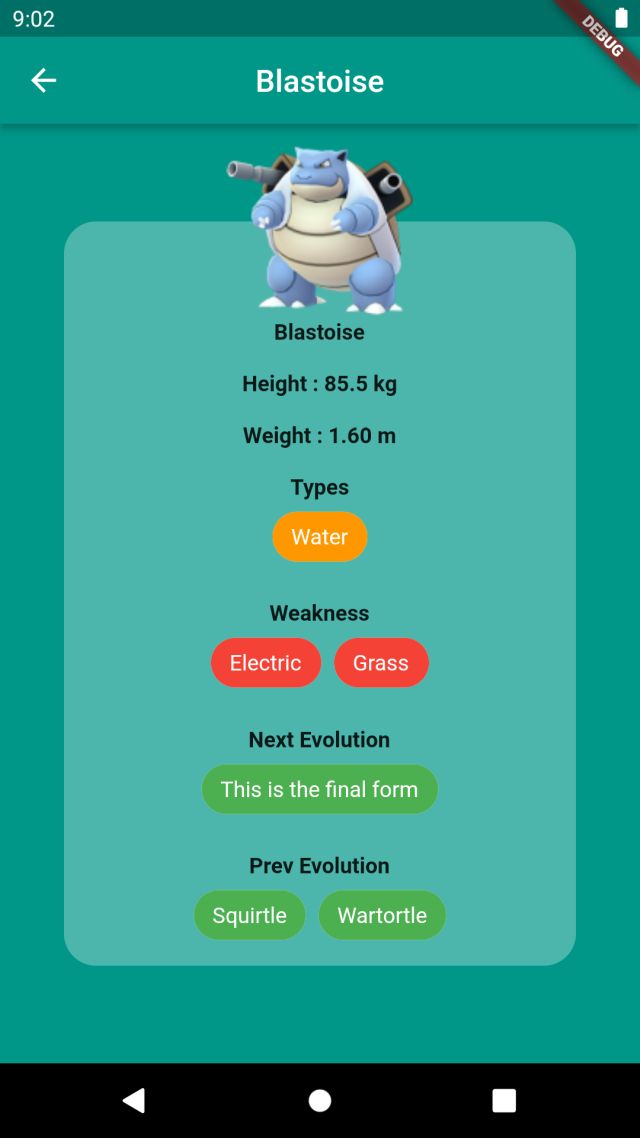 9:02
DEBUG
Blastoise
Blastoise
Height : 85.5 kg
Weight : 1.60 m
Types
Water
Weakness
Electric Grass
Next Evolution
This is the final form
Prev Evolution
Squirtle Wartortle